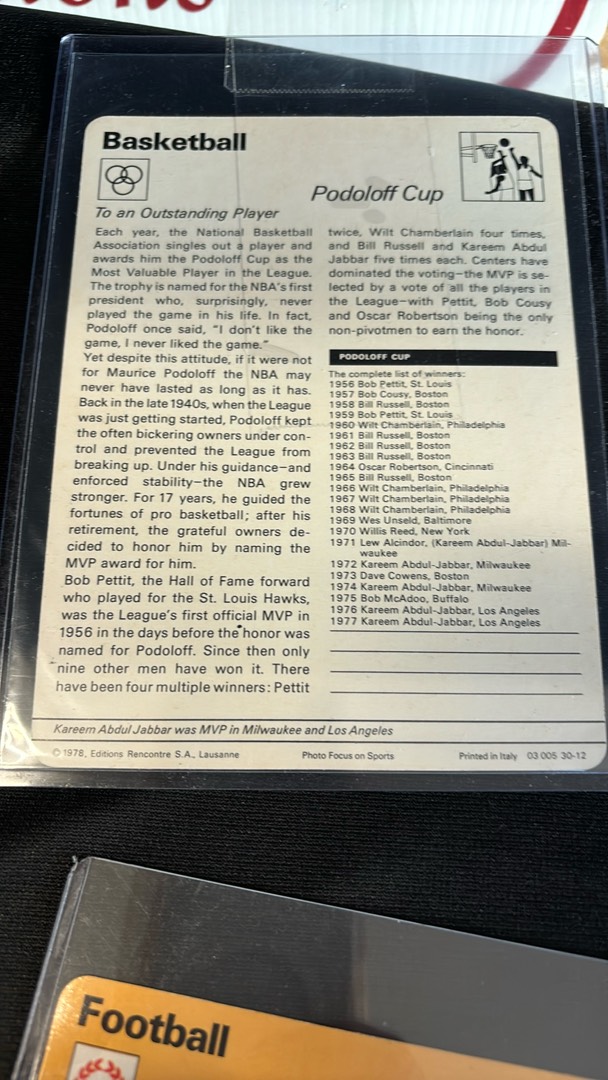 Basketball
Podoloff Cup
To an Outstanding Player
Each year, the National Basketball
Association singles out a player and
awards him the Podoloff Cup as the
Most Valuable Player in the League.
The trophy is named for the NBA's first
president who, surprisingly, never
played the game in his life. In fact,
Podoloff once said, "I don't like the
game, I never liked the game."
Yet despite this attitude, if it were not
for Maurice Podoloff the NBA may
never have lasted as long as it has.
Back in the late 1940s, when the League
was just getting started, Podoloff kept
the often bickering owners under con-
trol and prevented the League from
breaking up. Under his guidance—and
enforced stability—the NBA grew
stronger. For 17 years, he guided the
fortunes of pro basketball; after his
retirement, the grateful owners de-
cided to honor him by naming the
MVP award for him.
Bob Pettit, the Hall of Fame forward
who played for the St. Louis Hawks,
was the League's first official MVP in
1956 in the days before the honor was
named for Podoloff. Since then only
nine other men have won it. There
have been four multiple winners: Pettit
twice, Wilt Chamberlain four times,
and Bill Russell and Kareem Abdul
Jabbar five times each. Centers have
dominated the voting—the MVP is se-
lected by a vote of all the players in
the League—with Pettit, Bob Cousy
and Oscar Robertson being the only
non-pivotmen to earn the honor.
PODOLOFF CUP
The complete list of winners:
1956 Bob Pettit, St. Louis
1957 Bob Cousy, Boston
1958 Bill Russell, Boston
1959 Bob Pettit, St. Louis
1960 Wilt Chamberlain, Philadelphia
1961 Bill Russell, Boston
1962 Bill Russell, Boston
1963 Bill Russell, Boston
1964 Oscar Robertson, Cincinnati
1965 Bill Russell, Boston
1966 Wilt Chamberlain, Philadelphia
1967 Wilt Chamberlain, Philadelphia
1968 Wilt Chamberlain, Philadelphia
1969 Wes Unseld, Baltimore
1970 Willis Reed, New York
1971 Lew Alcindor, (Kareem Abdul-Jabbar) Mil-
waukee
1972 Kareem Abdul-Jabbar, Milwaukee
1973 Dave Cowens, Boston
1974 Kareem Abdul-Jabbar, Milwaukee
1975 Bob McAdoo, Buffalo
1976 Kareem Abdul-Jabbar, Los Angeles
1977 Kareem Abdul-Jabbar, Los Angeles
Kareem Abdul Jabbar was MVP in Milwaukee and Los Angeles
© 1978, Editions Rencontre S.A., Lausanne
Photo Focus on Sports
Printed in Italy 03 005 30-12
Football